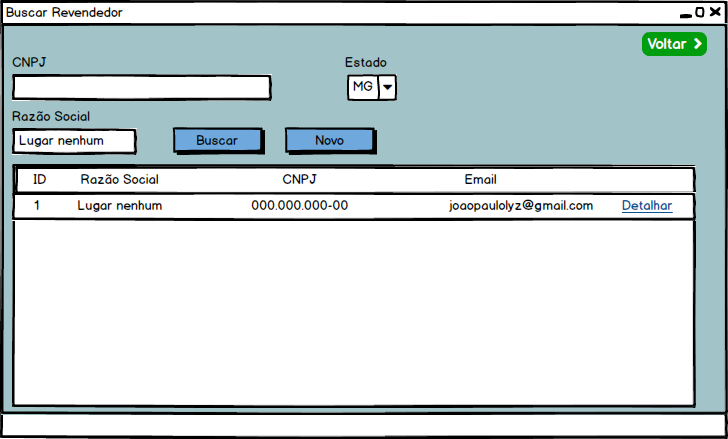 Buscar Revendedor
Voltar
CNPJ
Estado
MG
Razão Social
Lugar nenhum
Buscar
Novo
ID Razão Social CNPJ Email
1 Lugar nenhum 000.000.000-00 joaopaulolyz@gmail.com Detalhar